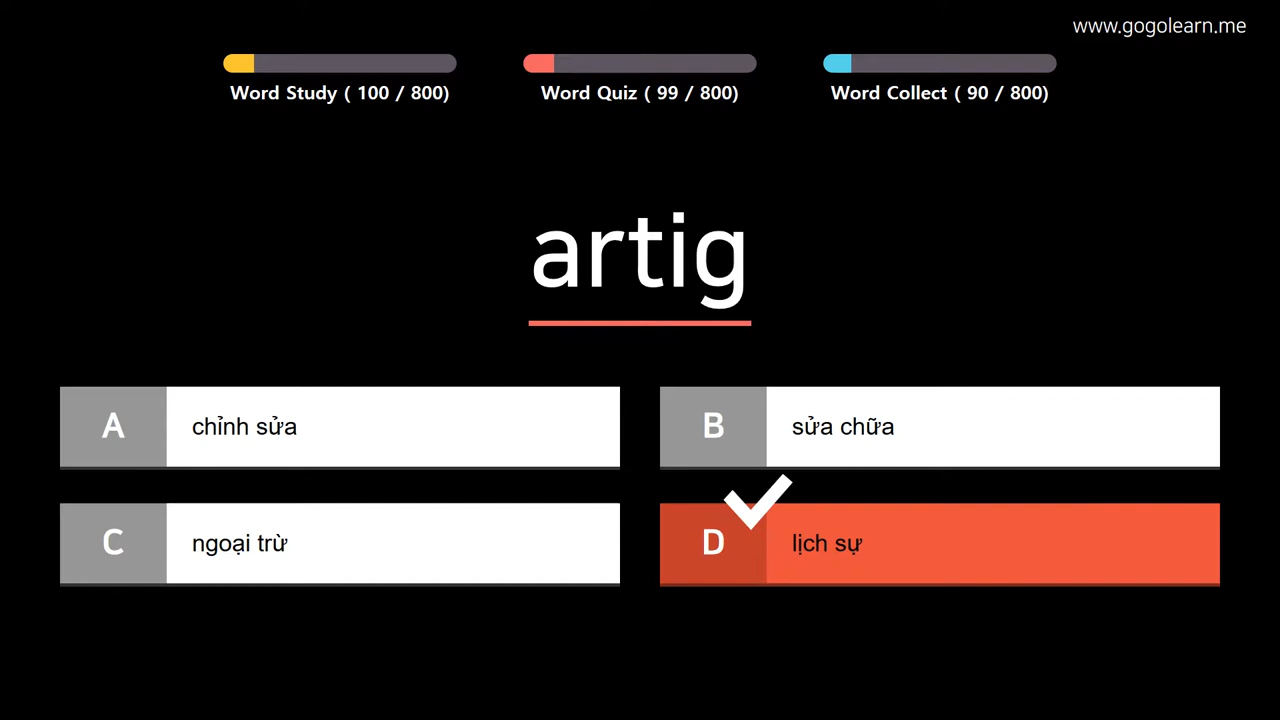 www.gogolearn.me
Word Study ( 100 / 800)
Word Quiz ( 99 / 800)
Word Collect ( 90 / 800)
artig
A
chỉnh sửa
B
sửa chữa
C
ngoại trừ
D
lịch sự